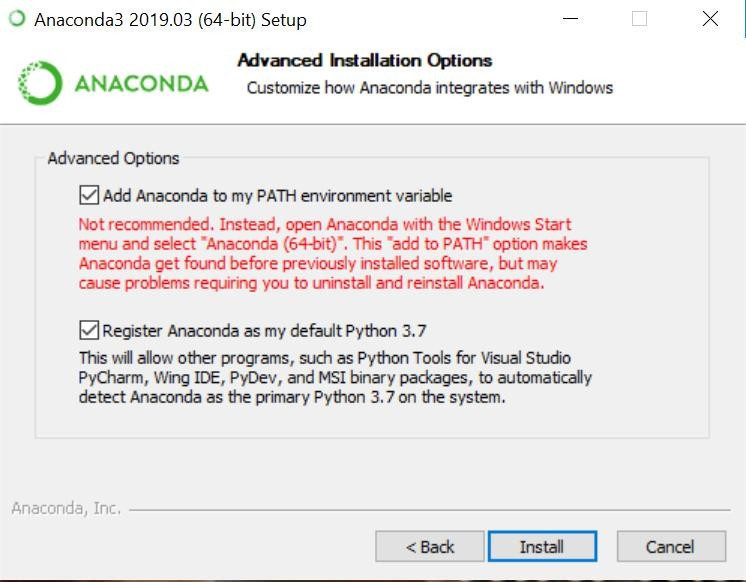 Anaconda3 2019.03 (64-bit) Setup
ANACONDA
Advanced Installation Options
Customize how Anaconda integrates with Windows
Advanced Options
Add Anaconda to my PATH environment variable
Not recommended. Instead, open Anaconda with the Windows Start
menu and select "Anaconda (64-bit)". This "add to PATH" option makes
Anaconda get found before previously installed software, but may
cause problems requiring you to uninstall and reinstall Anaconda.
Register Anaconda as my default Python 3.7
This will allow other programs, such as Python Tools for Visual Studio
PyCharm, Wing IDE, PyDev, and MSI binary packages, to automatically
detect Anaconda as the primary Python 3.7 on the system.
Anaconda, Inc.
< Back
Install
Cancel